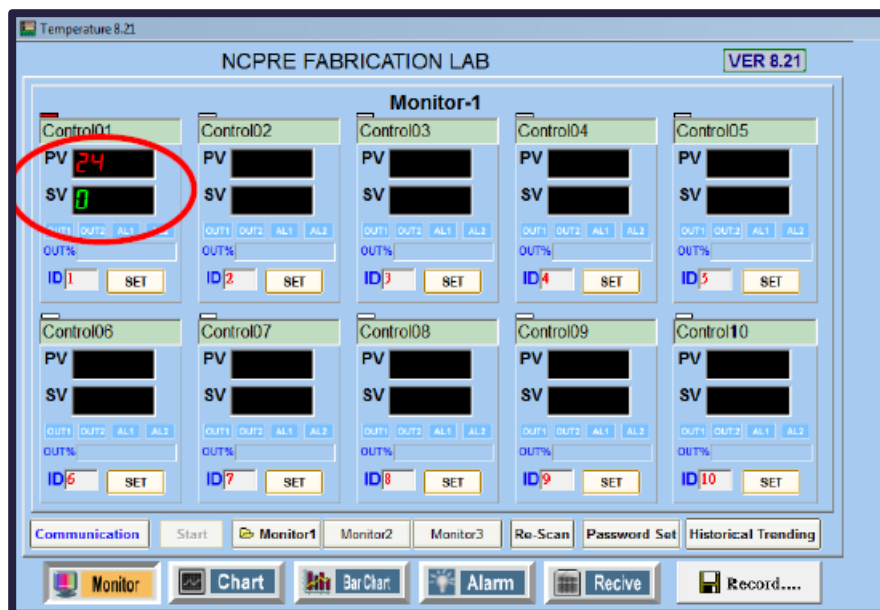 Temperature 8.21
NCPRE FABRICATION LAB
VER 8.21
Monitor-1
Control01 Control02 Control03 Control04 Control05
PV 24 PV PV PV PV
SV 0 SV SV SV SV
OUT1 OUT2 AL1 AL2 OUT1 OUT2 AL1 AL2 OUT1 OUT2 AL1 AL2 OUT1 OUT2 AL1 AL2 OUT1 OUT2 AL1 AL2
OUT% OUT% OUT% OUT% OUT%
ID 1 SET ID 2 SET ID 3 SET ID 4 SET ID 5 SET
Control06 Control07 Control08 Control09 Control10
PV PV PV PV PV
SV SV SV SV SV
OUT1 OUT2 AL1 AL2 OUT1 OUT2 AL1 AL2 OUT1 OUT2 AL1 AL2 OUT1 OUT2 AL1 AL2 OUT1 OUT2 AL1 AL2
OUT% OUT% OUT% OUT% OUT%
ID 6 SET ID 7 SET ID 8 SET ID 9 SET ID 10 SET
Communication Start Monitor1 Monitor2 Monitor3 Re-Scan Password Set Historical Trending
Monitor Chart Bar Chart Alarm Recive Record....